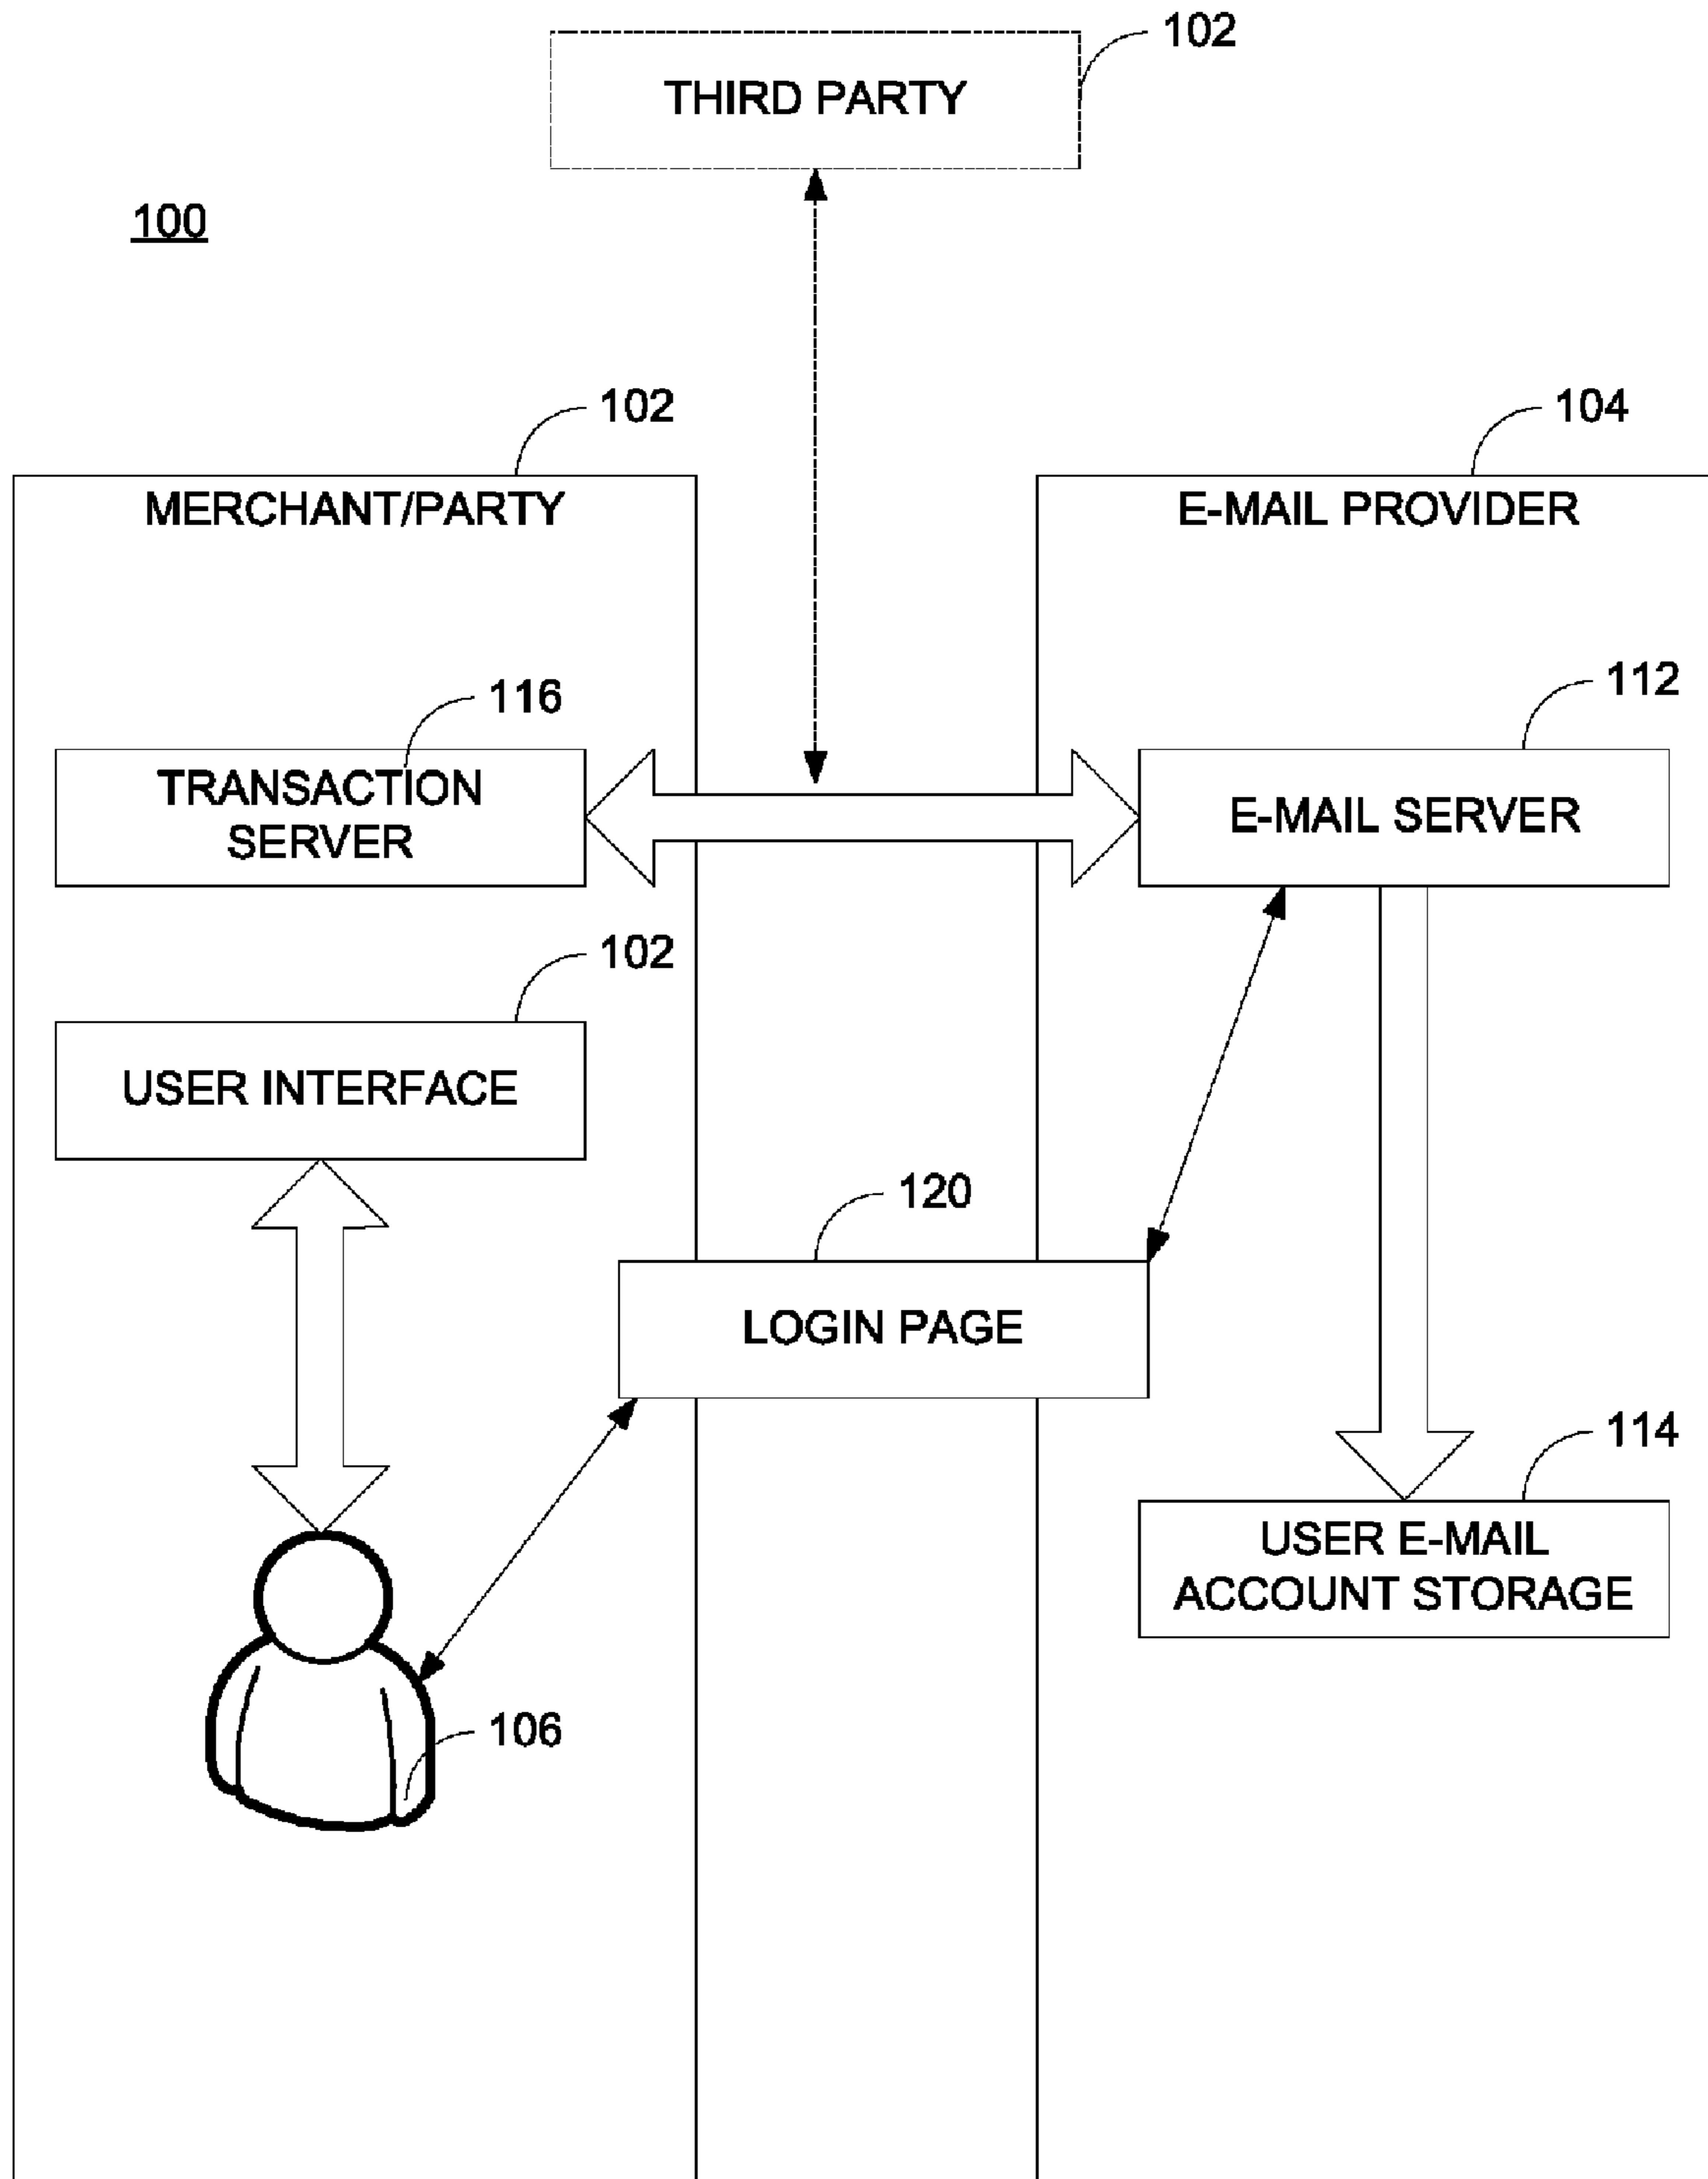 102
THIRD PARTY
100
102
104
MERCHANT/PARTY
E-MAIL PROVIDER
116
112
TRANSACTION
SERVER
E-MAIL SERVER
102
USER INTERFACE
120
LOGIN PAGE
114
USER E-MAIL
ACCOUNT STORAGE
106